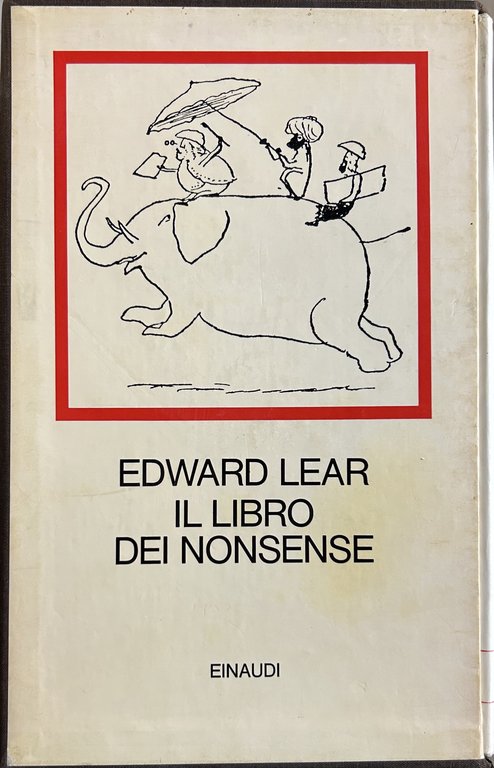 EDWARD LEAR
IL LIBRO
DEI NONSENSE
EINAUDI